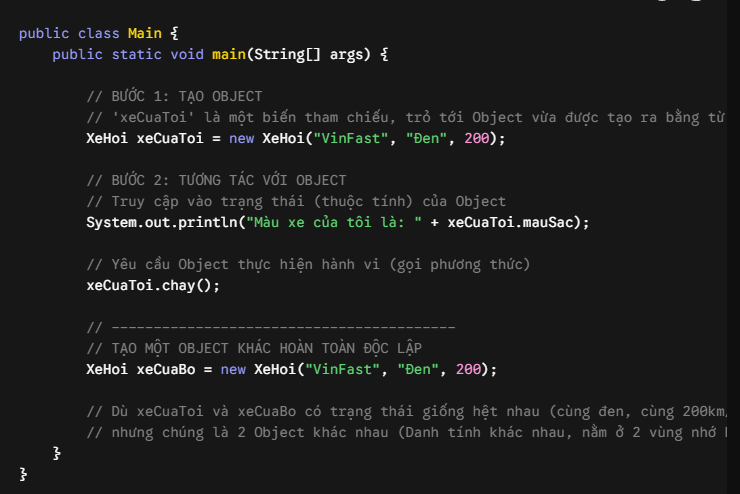 public class Main {
public static void main(String[] args) {
// BƯỚC 1: TẠO OBJECT
// 'xeCuaToi' là một biến tham chiếu, trỏ tới Object vừa được tạo ra bằng từ
XeHoi xeCuaToi = new XeHoi("VinFast", "Đen", 200);
// BƯỚC 2: TƯƠNG TÁC VỚI OBJECT
// Truy cập vào trạng thái (thuộc tính) của Object
System.out.println("Màu xe của tôi là: " + xeCuaToi.mauSac);
// Yêu cầu Object thực hiện hành vi (gọi phương thức)
xeCuaToi.chay();
// -----------------------------------------
// TẠO MỘT OBJECT KHÁC HOÀN TOÀN ĐỘC LẬP
XeHoi xeCuaBo = new XeHoi("VinFast", "Đen", 200);
// Dù xeCuaToi và xeCuaBo có trạng thái giống hệt nhau (cùng đen, cùng 200km/
// nhưng chúng là 2 Object khác nhau (Danh tính khác nhau, nằm ở 2 vùng nhớ
}
}